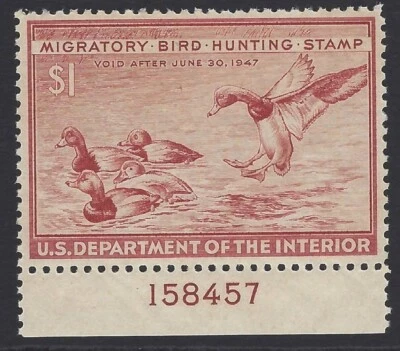 MIGRATORY · BIRD · HUNTING · STAMP
VOID AFTER JUNE 30, 1947
$1
U.S. DEPARTMENT OF THE INTERIOR
158457